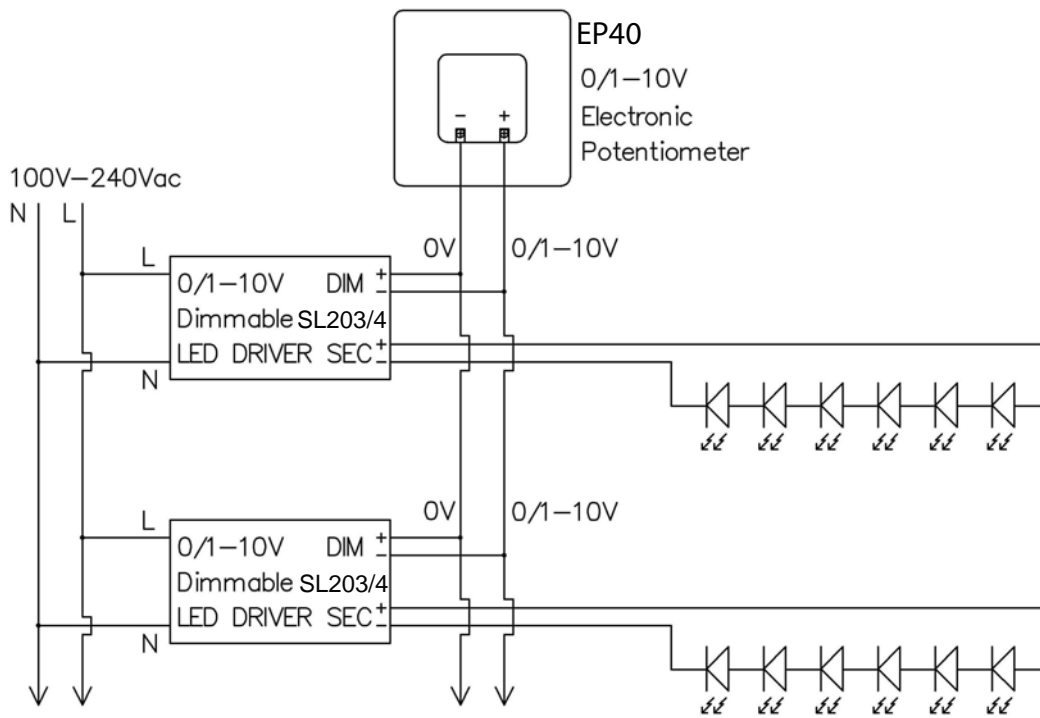 EP40
0/1–10V
Electronic
Potentiometer
– +
100V–240Vac
N L
0V 0/1–10V
L
0/1–10V DIM +
–
Dimmable SL203/4
LED DRIVER SEC +
–
N
0V 0/1–10V
L
0/1–10V DIM +
–
Dimmable SL203/4
LED DRIVER SEC +
–
N